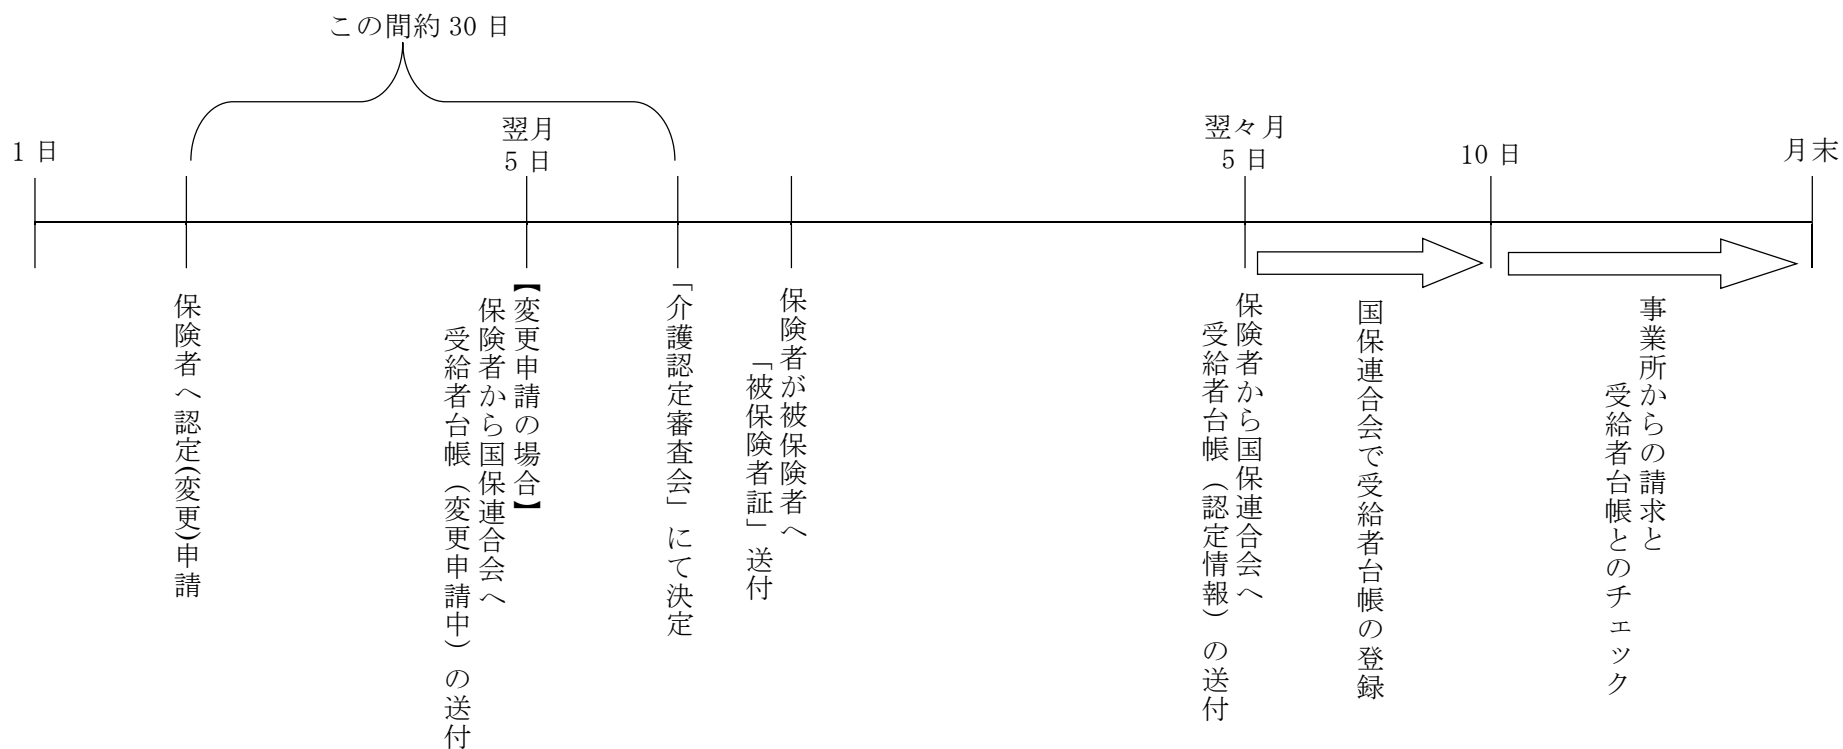 この間約 30 日
1 日
翌月
5 日
翌々月
5 日
10 日
月末
保険者へ認定(変更)申請
【変更申請の場合】
保険者から国保連合会へ
受給者台帳（変更申請中）の送付
「介護認定審査会」にて決定
保険者が被保険者へ
「被保険者証」送付
保険者から国保連合会へ
受給者台帳（認定情報）の送付
国保連合会で受給者台帳の登録
事業所からの請求と
受給者台帳とのチェック